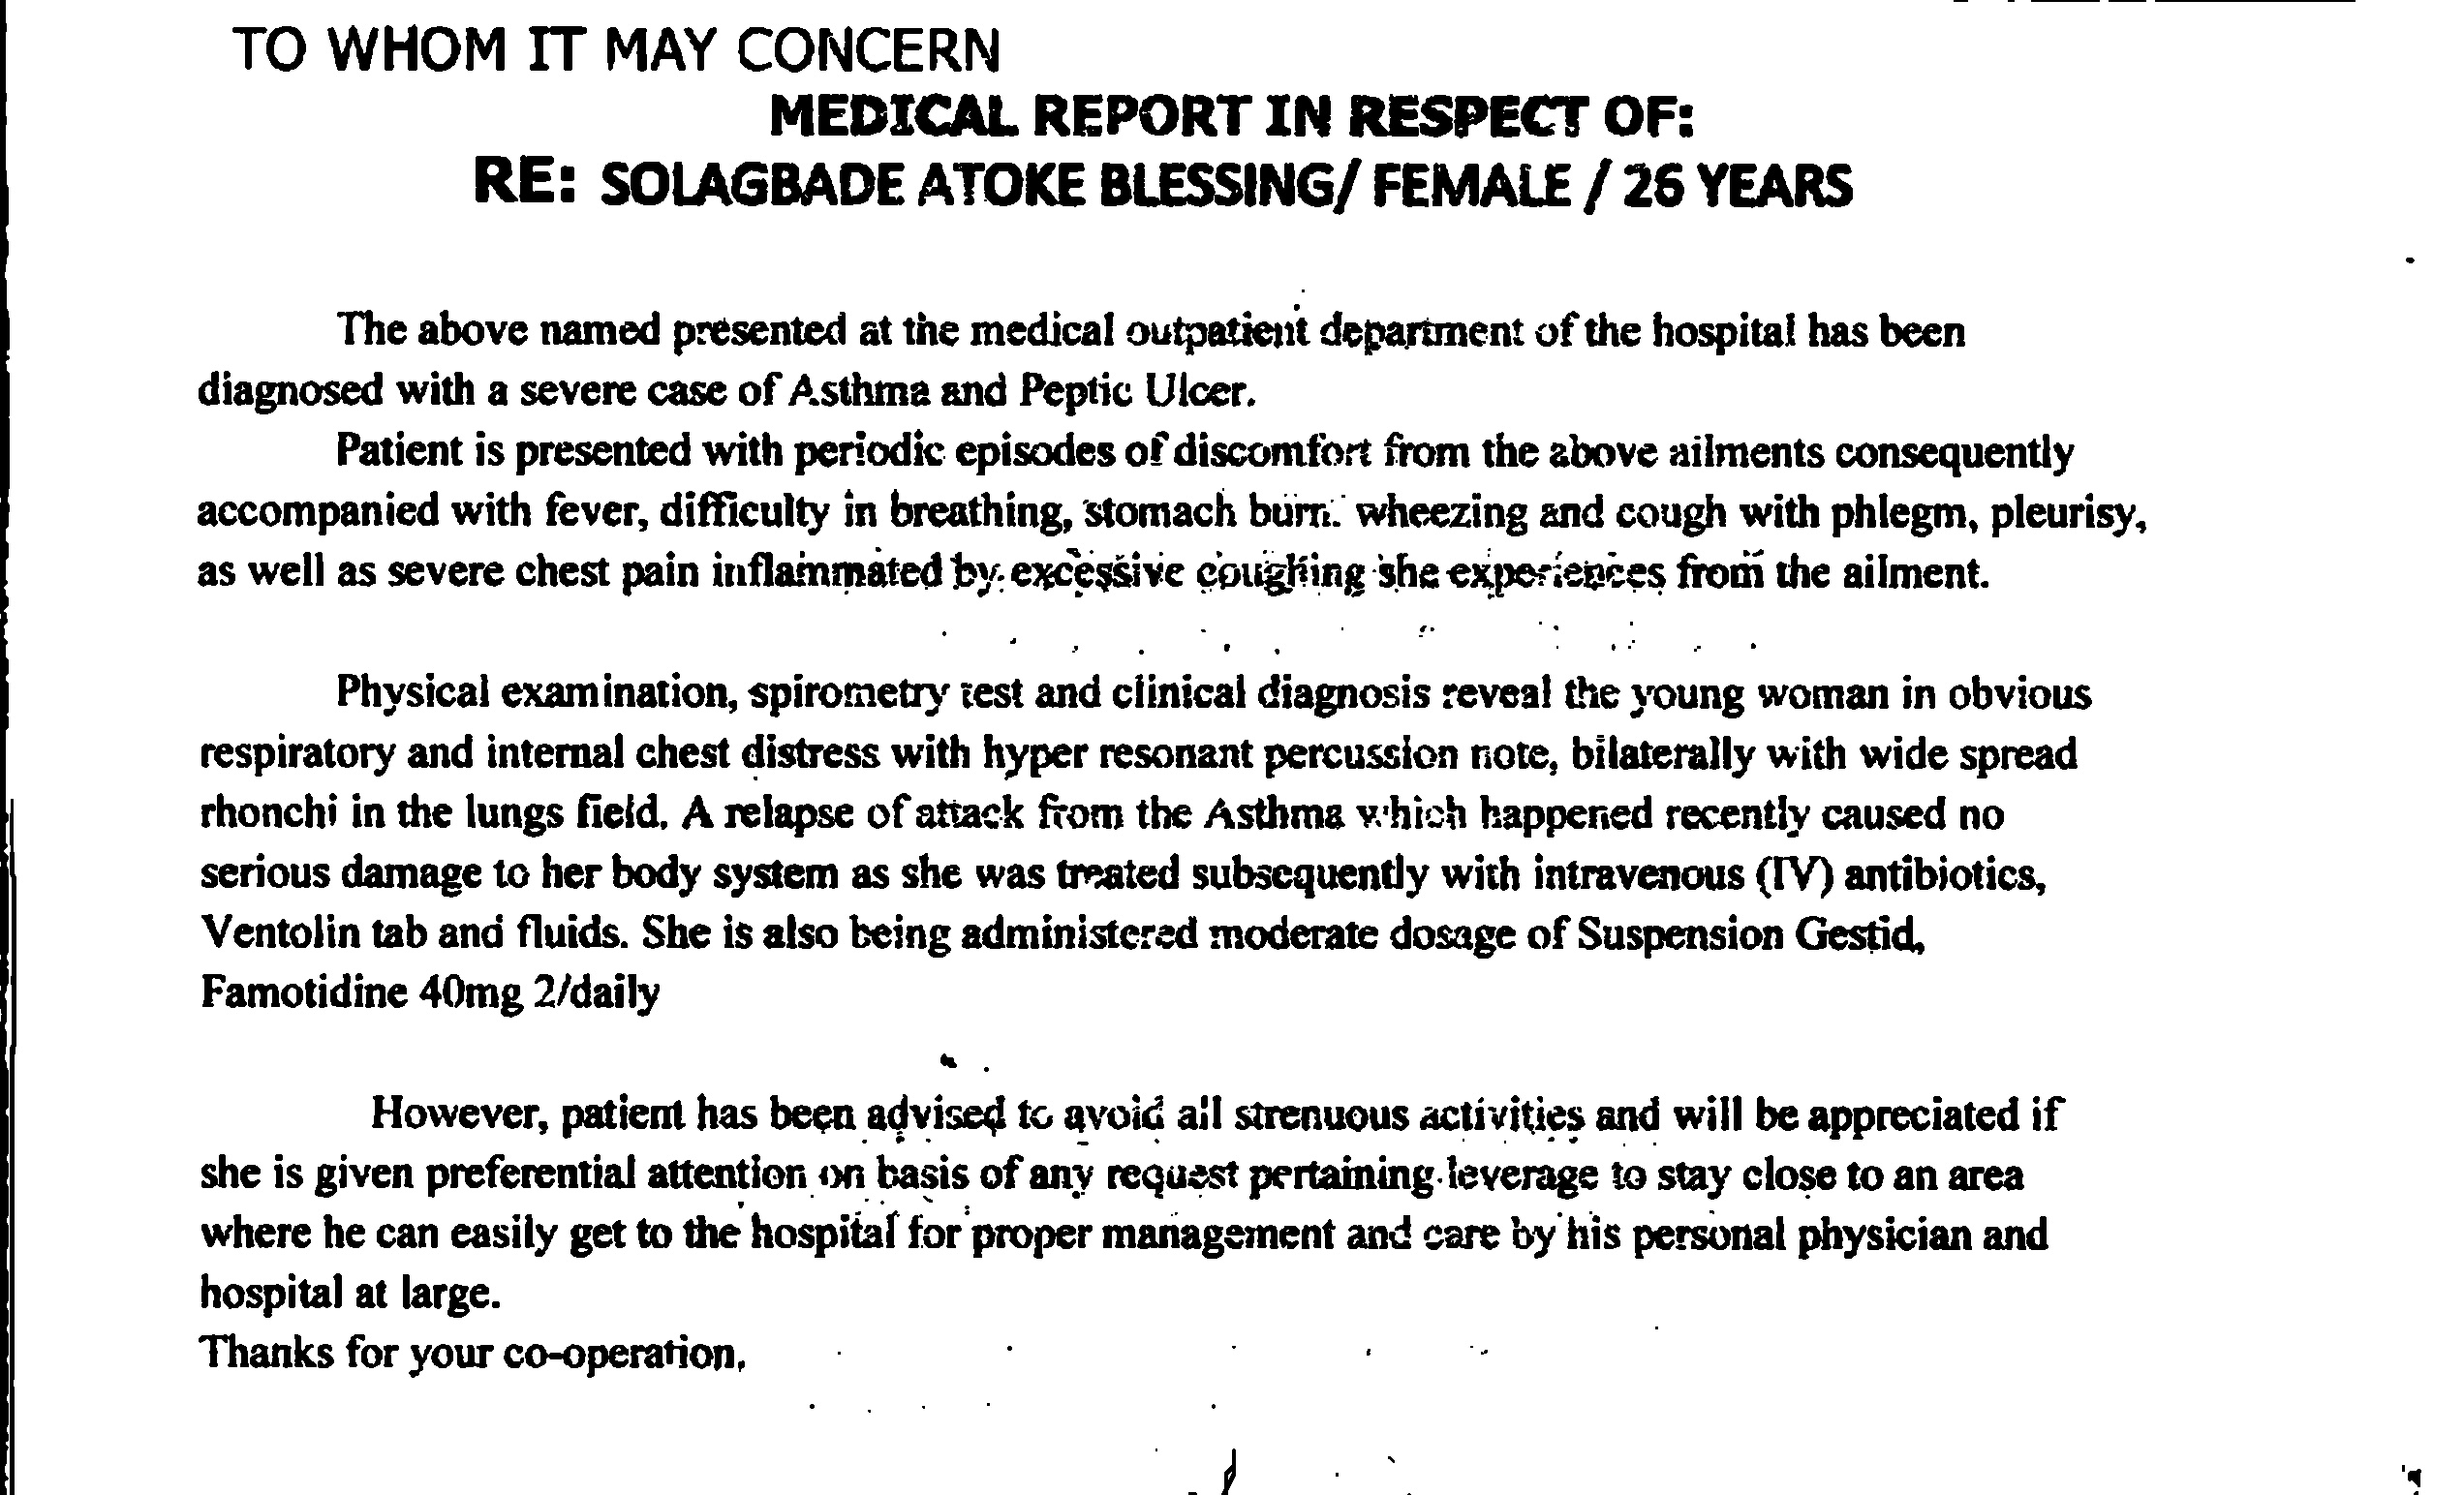 TO WHOM IT MAY CONCERN
MEDICAL REPORT IN RESPECT OF:
RE: SOLAGBADE ATOKE BLESSING/ FEMALE / 26 YEARS
The above named presented at the medical outpatient department of the hospital has been
diagnosed with a severe case of Asthma and Peptic Ulcer.
Patient is presented with periodic episodes of discomfort from the above ailments consequently
accompanied with fever, difficulty in breathing, stomach burn. wheezing and cough with phlegm, pleurisy,
as well as severe chest pain inflammated by excessive coughing she experiences from the ailment.
Physical examination, spirometry test and clinical diagnosis reveal the young woman in obvious
respiratory and internal chest distress with hyper resonant percussion note, bilaterally with wide spread
rhonchi in the lungs field. A relapse of attack from the Asthma which happened recently caused no
serious damage to her body system as she was treated subsequently with intravenous (IV) antibiotics,
Ventolin tab and fluids. She is also being administered moderate dosage of Suspension Gestid,
Famotidine 40mg 2/daily
However, patient has been advised to avoid all strenuous activities and will be appreciated if
she is given preferential attention on basis of any request pertaining leverage to stay close to an area
where he can easily get to the hospital for proper management and care by his personal physician and
hospital at large.
Thanks for your co-operation.